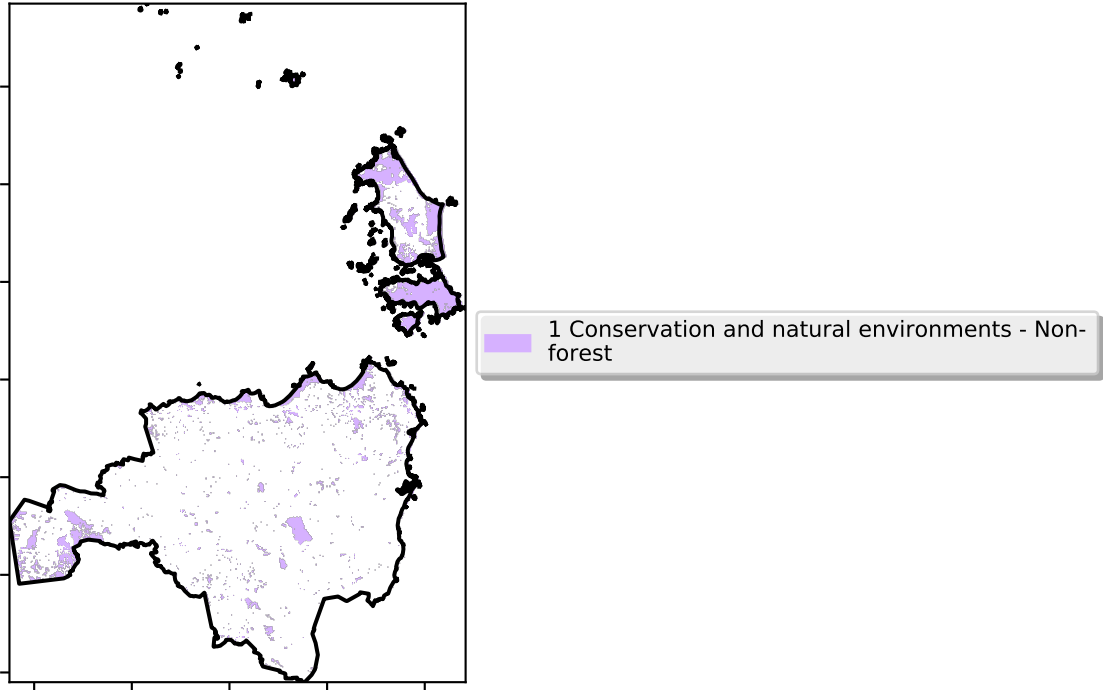 1 Conservation and natural environments - Non-
forest